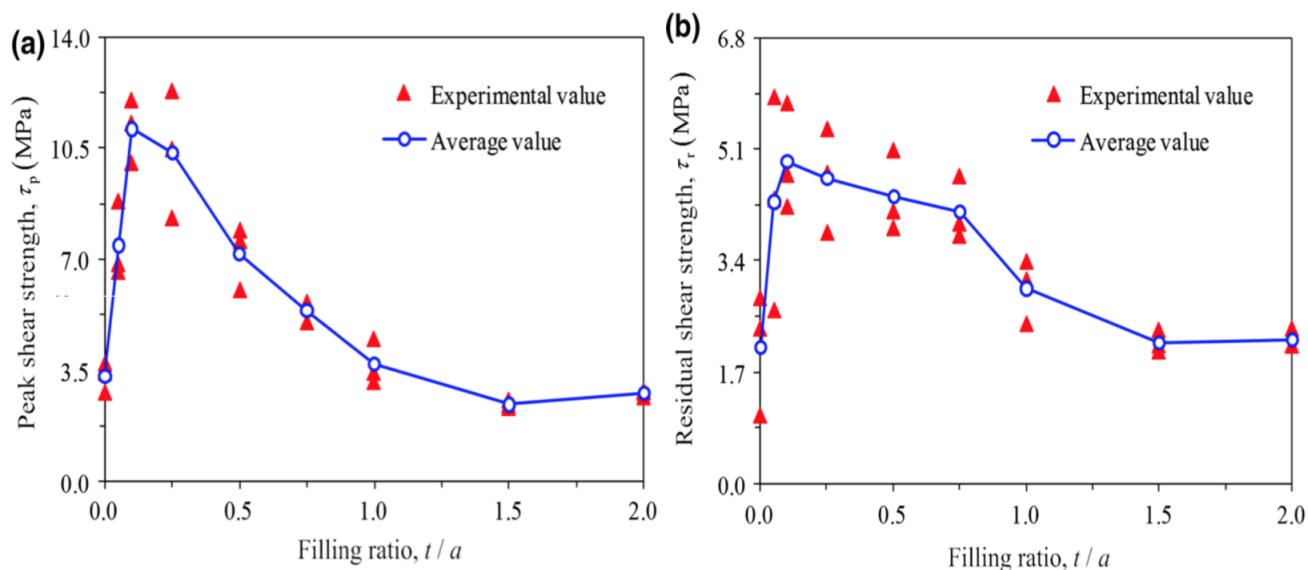 (a)
14.0
10.5
7.0
3.5
0.0
Peak shear strength, τp (MPa)
Experimental value
Average value
0.0 0.5 1.0 1.5 2.0
Filling ratio, t / a
(b)
6.8
5.1
3.4
1.7
0.0
Residual shear strength, τr (MPa)
Experimental value
Average value
0.0 0.5 1.0 1.5 2.0
Filling ratio, t / a